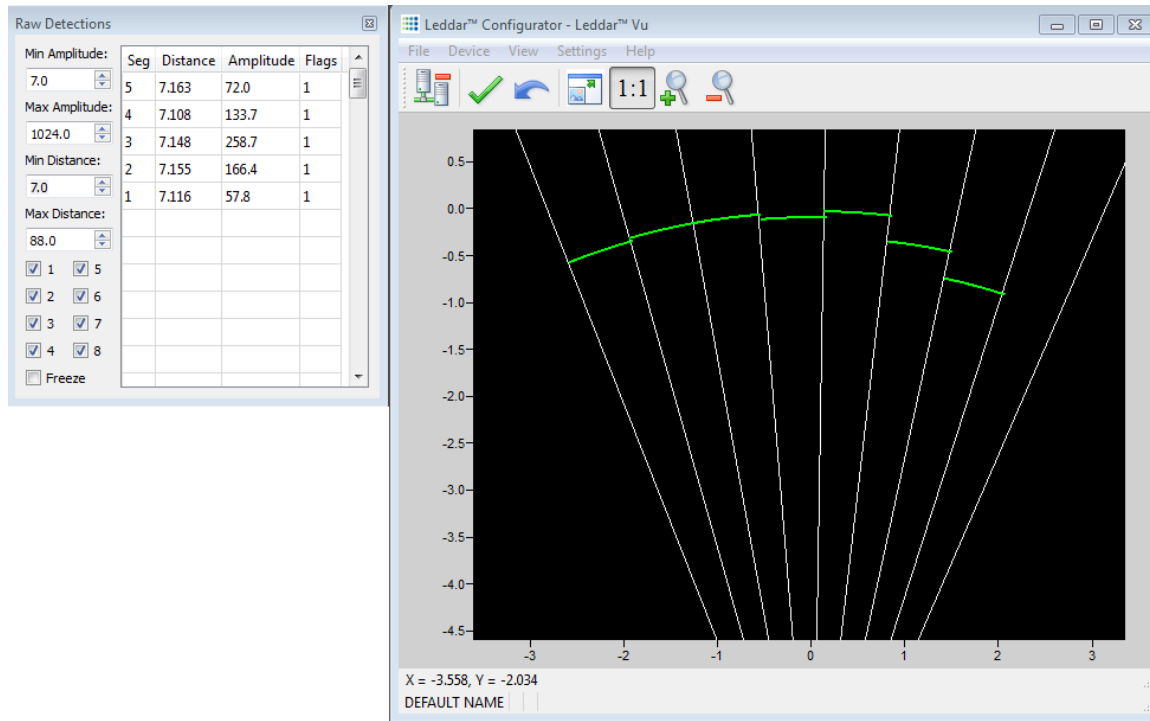 Raw Detections
Min Amplitude:
7.0
Max Amplitude:
1024.0
Min Distance:
7.0
Max Distance:
88.0
1 5
2 6
3 7
4 8
Freeze
Seg Distance Amplitude Flags
5 7.163 72.0 1
4 7.108 133.7 1
3 7.148 258.7 1
2 7.155 166.4 1
1 7.116 57.8 1
Leddar™ Configurator - Leddar™ Vu
File Device View Settings Help
1:1
0.5
0.0
-0.5
-1.0
-1.5
-2.0
-2.5
-3.0
-3.5
-4.0
-4.5
-3 -2 -1 0 1 2 3
X = -3.558, Y = -2.034
DEFAULT NAME